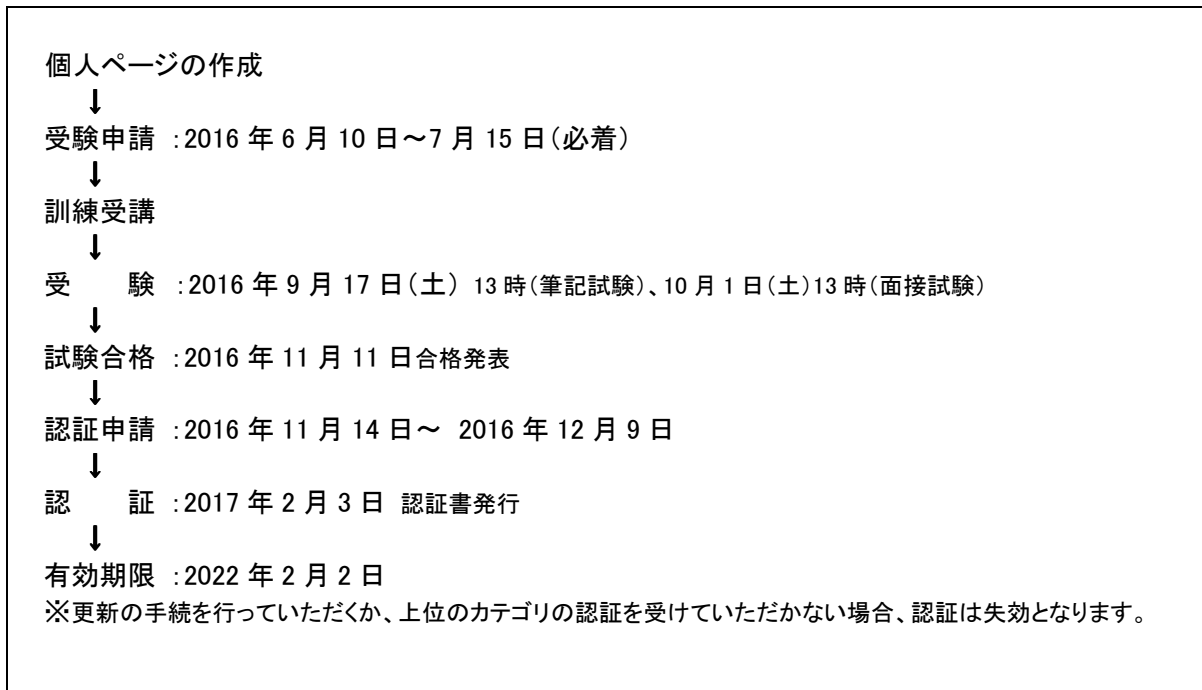 個人ページの作成
↓
受験申請 :2016 年 6 月 10 日～7 月 15 日(必着)
↓
訓練受講
↓
受　　験 :2016 年 9 月 17 日(土) 13 時(筆記試験)、10 月 1 日(土)13 時(面接試験)
↓
試験合格 :2016 年 11 月 11 日合格発表
↓
認証申請 :2016 年 11 月 14 日～ 2016 年 12 月 9 日
↓
認　　証 :2017 年 2 月 3 日 認証書発行
↓
有効期限 :2022 年 2 月 2 日
※更新の手続を行っていただくか、上位のカテゴリの認証を受けていただかない場合、認証は失効となります。